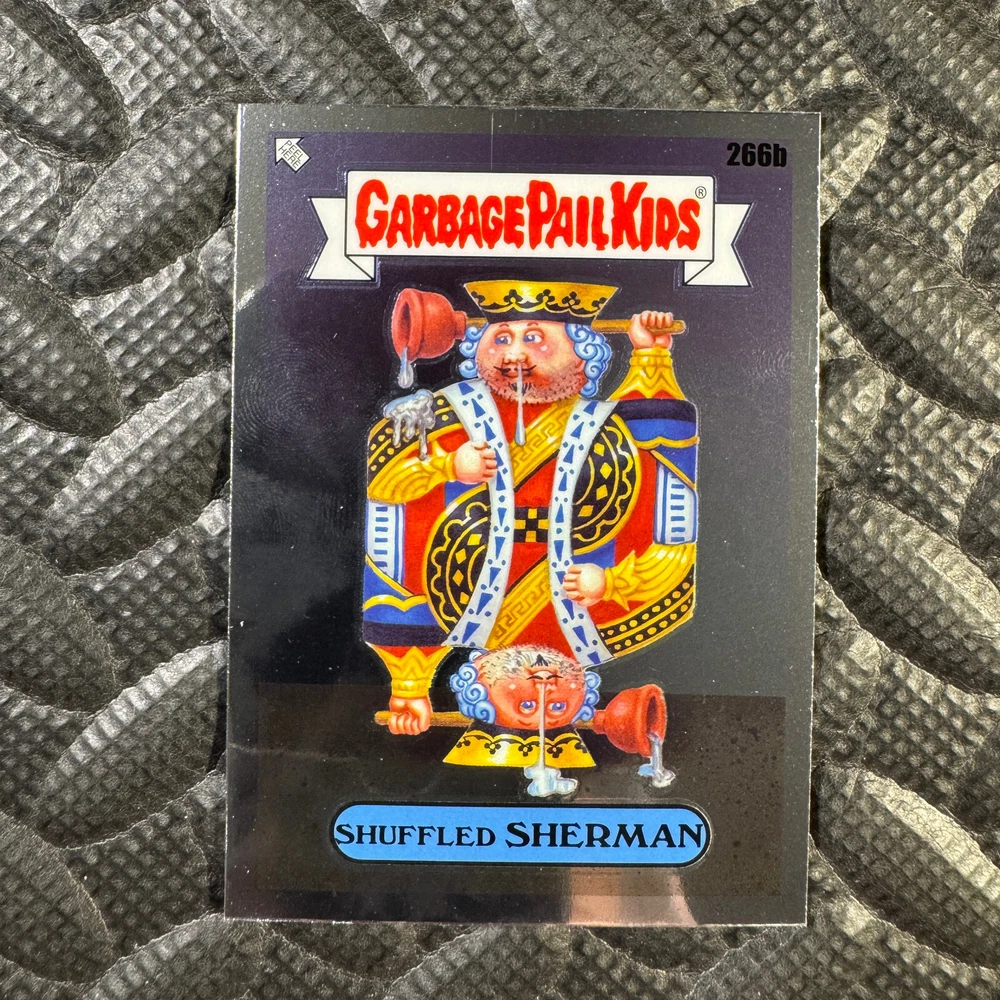 PEEL
HERE
266b
GARBAGE PAIL KIDS®
SHUFFLED SHERMAN